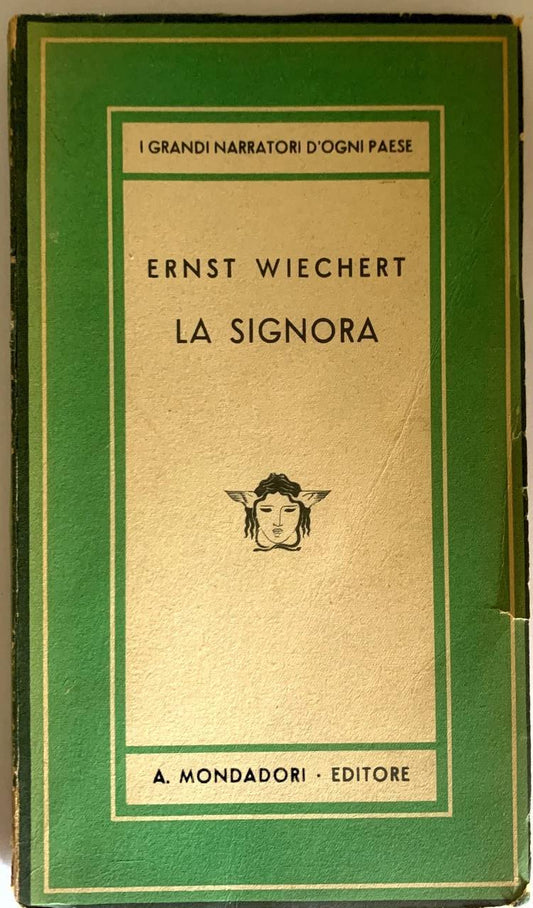 I GRANDI NARRATORI D'OGNI PAESE
ERNST WIECHERT
LA SIGNORA
A. MONDADORI · EDITORE